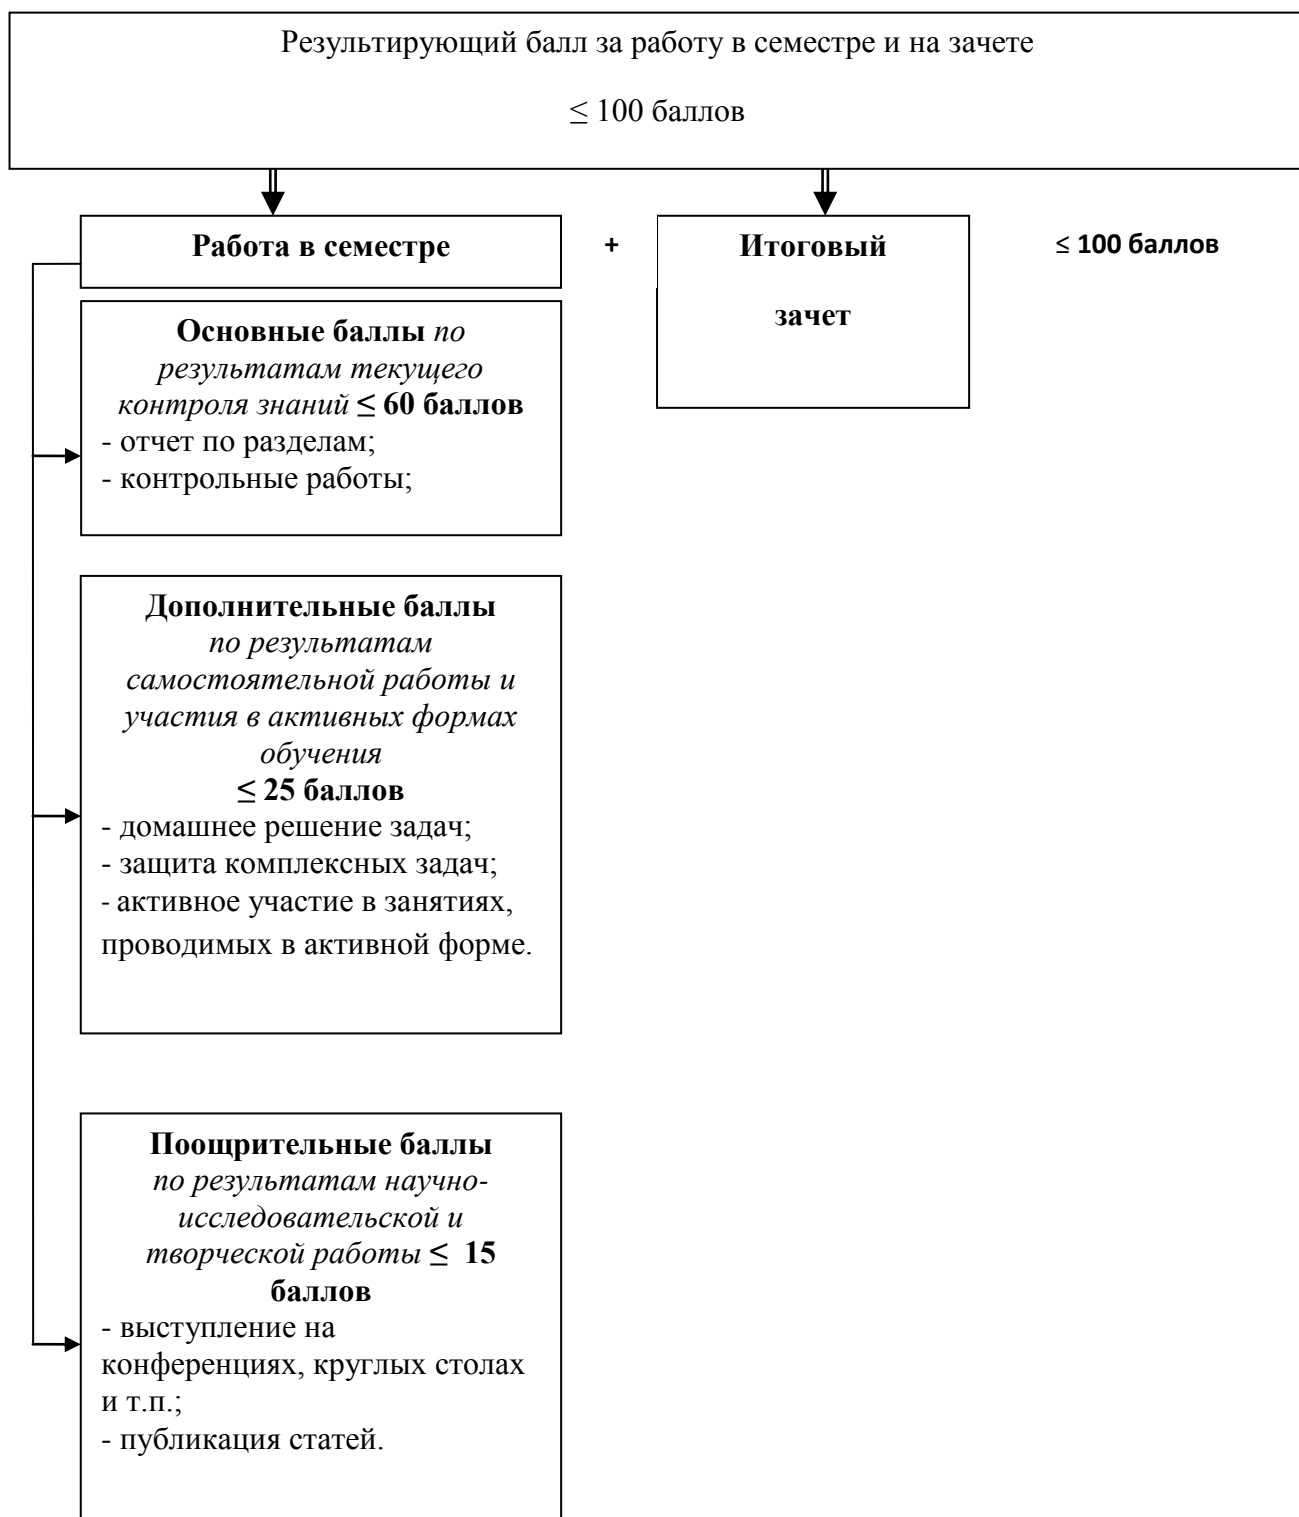 Результирующий балл за работу в семестре и на зачете
≤ 100 баллов
Работа в семестре
+
Итоговый
зачет
≤ 100 баллов
Основные баллы по
результатам текущего
контроля знаний ≤ 60 баллов
- отчет по разделам;
- контрольные работы;
Дополнительные баллы
по результатам
самостоятельной работы и
участия в активных формах
обучения
≤ 25 баллов
- домашнее решение задач;
- защита комплексных задач;
- активное участие в занятиях,
проводимых в активной форме.
Поощрительные баллы
по результатам научно-
исследовательской и
творческой работы ≤ 15
баллов
- выступление на
конференциях, круглых столах
и т.п.;
- публикация статей.